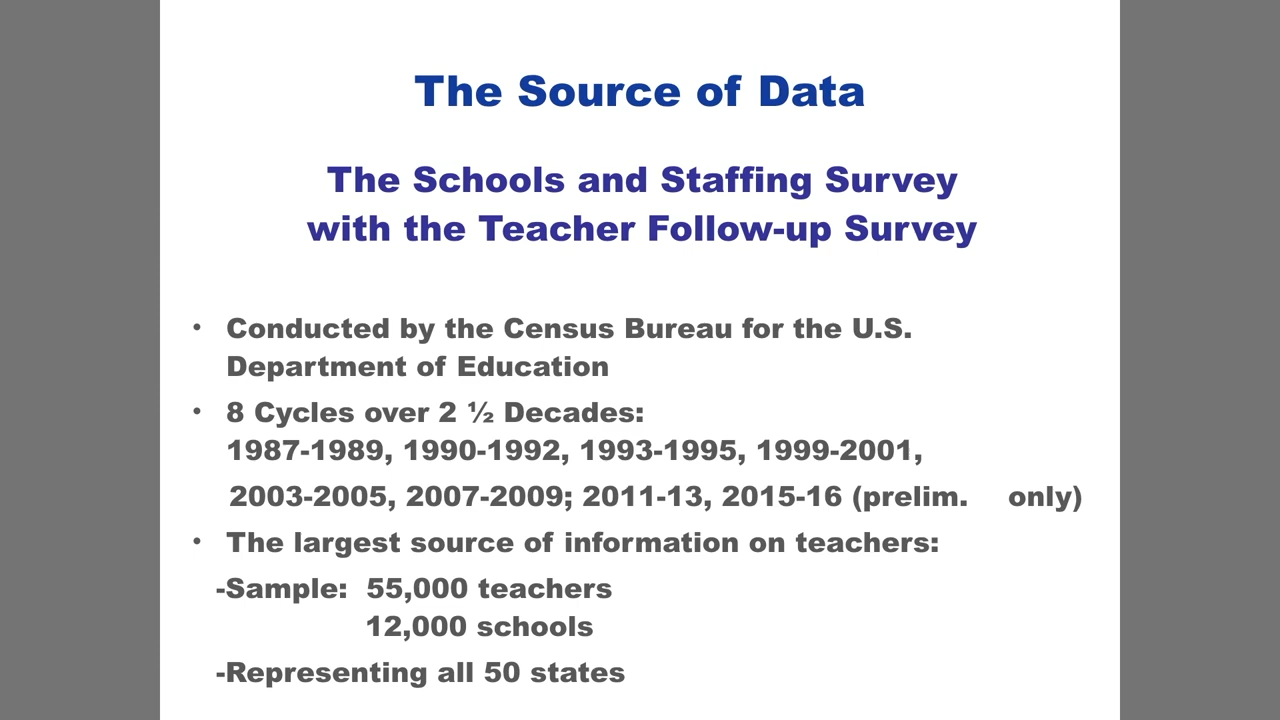 The Source of Data
The Schools and Staffing Survey
with the Teacher Follow-up Survey
• Conducted by the Census Bureau for the U.S.
Department of Education
• 8 Cycles over 2 ½ Decades:
1987-1989, 1990-1992, 1993-1995, 1999-2001,
2003-2005, 2007-2009; 2011-13, 2015-16 (prelim. only)
• The largest source of information on teachers:
-Sample: 55,000 teachers
12,000 schools
-Representing all 50 states